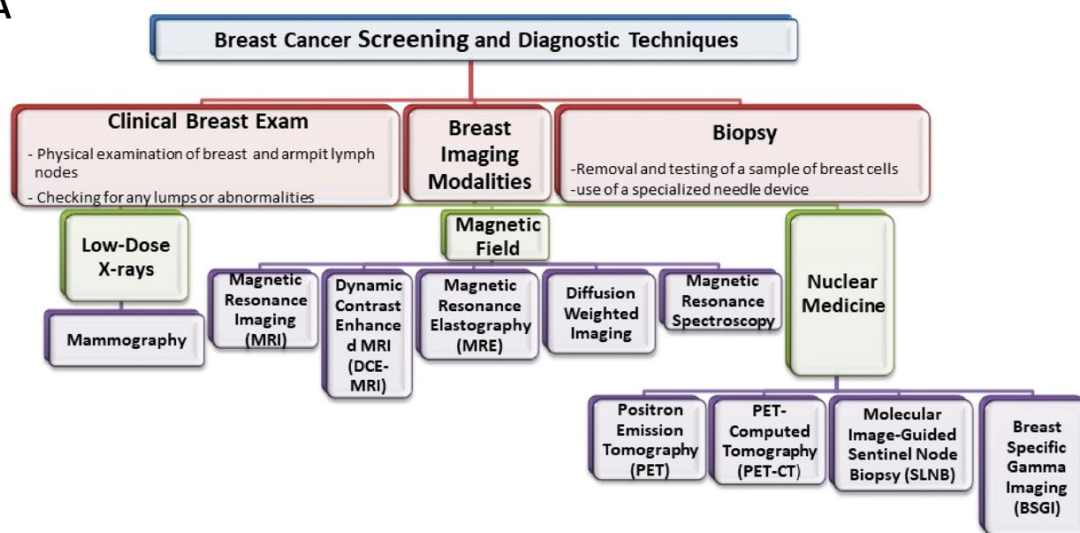 A
Breast Cancer Screening and Diagnostic Techniques
Clinical Breast Exam
- Physical examination of breast and armpit lymph
nodes
- Checking for any lumps or abnormalities
Breast
Imaging
Modalities
Biopsy
-Removal and testing of a sample of breast cells
-use of a specialized needle device
Low-Dose
X-rays
Magnetic
Field
Nuclear
Medicine
Mammography
Magnetic
Resonance
Imaging
(MRI)
Dynamic
Contrast
Enhance
d MRI
(DCE-
MRI)
Magnetic
Resonance
Elastography
(MRE)
Diffusion
Weighted
Imaging
Magnetic
Resonance
Spectroscopy
Positron
Emission
Tomography
(PET)
PET-
Computed
Tomography
(PET-CT)
Molecular
Image-Guided
Sentinel Node
Biopsy (SLNB)
Breast
Specific
Gamma
Imaging
(BSGI)